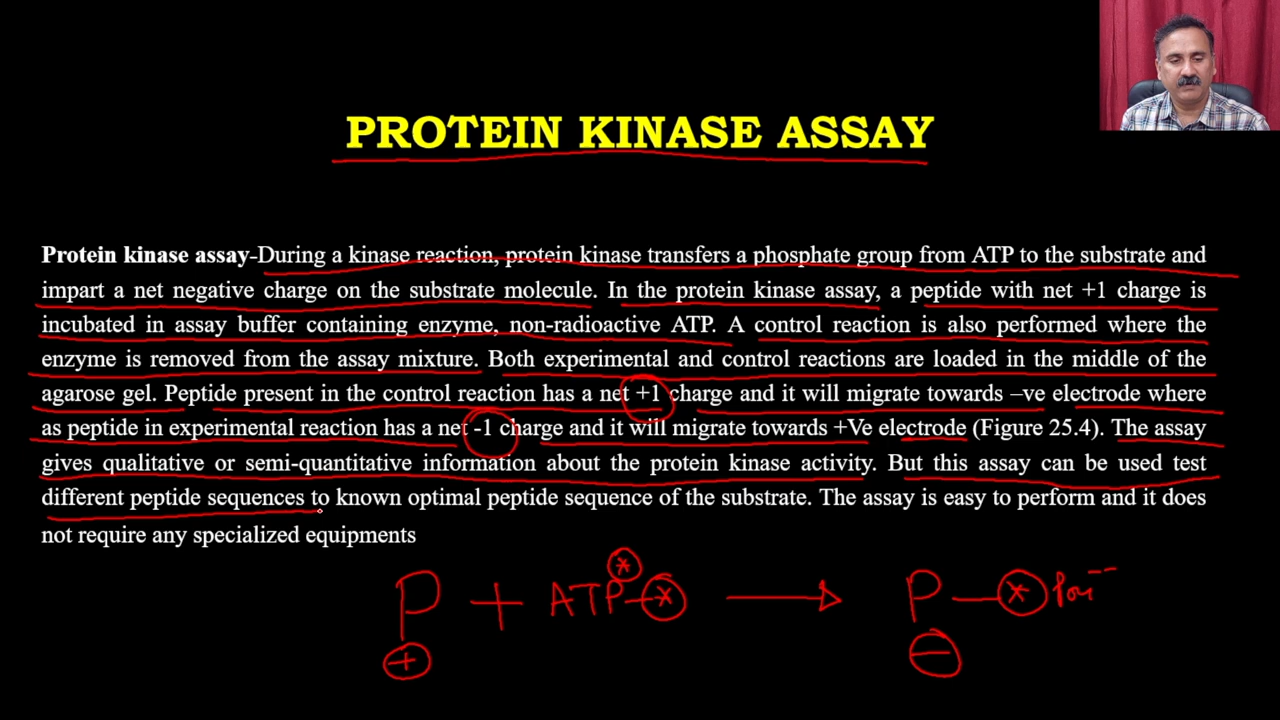 PROTEIN KINASE ASSAY
Protein kinase assay-During a kinase reaction, protein kinase transfers a phosphate group from ATP to the substrate and
impart a net negative charge on the substrate molecule. In the protein kinase assay, a peptide with net +1 charge is
incubated in assay buffer containing enzyme, non-radioactive ATP. A control reaction is also performed where the
enzyme is removed from the assay mixture. Both experimental and control reactions are loaded in the middle of the
agarose gel. Peptide present in the control reaction has a net +1 charge and it will migrate towards –ve electrode where
as peptide in experimental reaction has a net -1 charge and it will migrate towards +Ve electrode (Figure 25.4). The assay
gives qualitative or semi-quantitative information about the protein kinase activity. But this assay can be used test
different peptide sequences to known optimal peptide sequence of the substrate. The assay is easy to perform and it does
not require any specialized equipments
P + ATP P
+ -